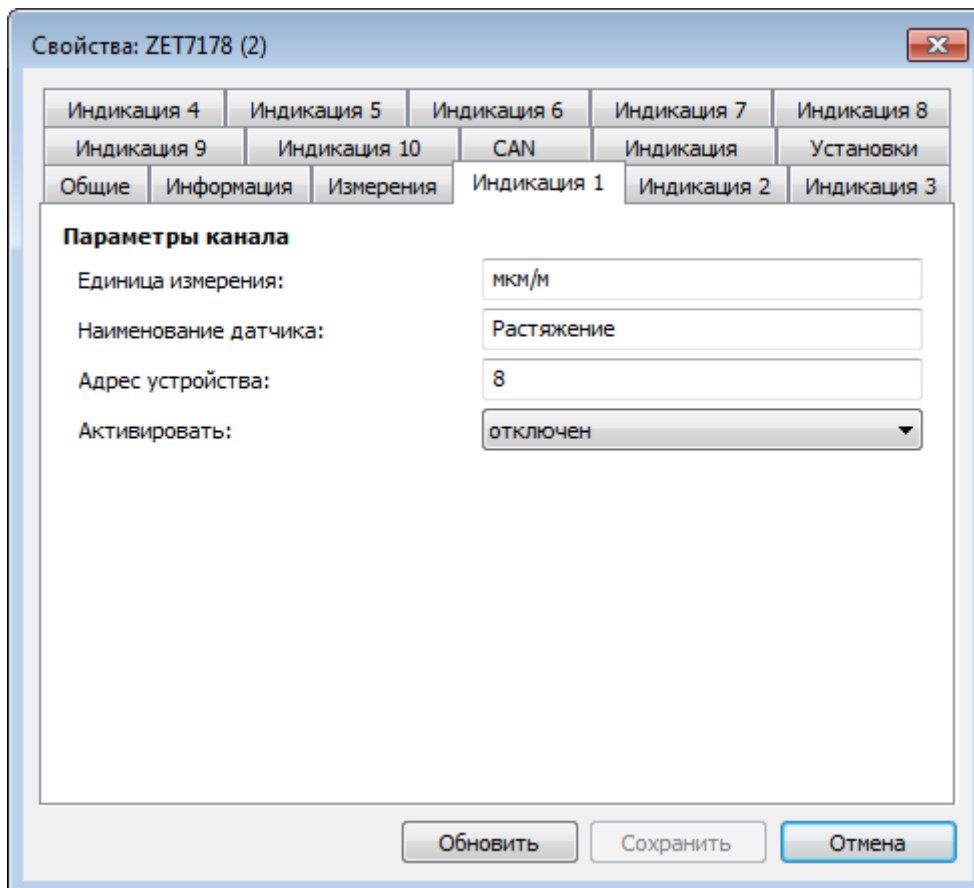 Свойства: ZET7178 (2)
Индикация 4 Индикация 5 Индикация 6 Индикация 7 Индикация 8
Индикация 9 Индикация 10 CAN Индикация Установки
Общие Информация Измерения Индикация 1 Индикация 2 Индикация 3
Параметры канала
Единица измерения: мкм/м
Наименование датчика: Растяжение
Адрес устройства: 8
Активировать: отключен
Обновить Сохранить Отмена